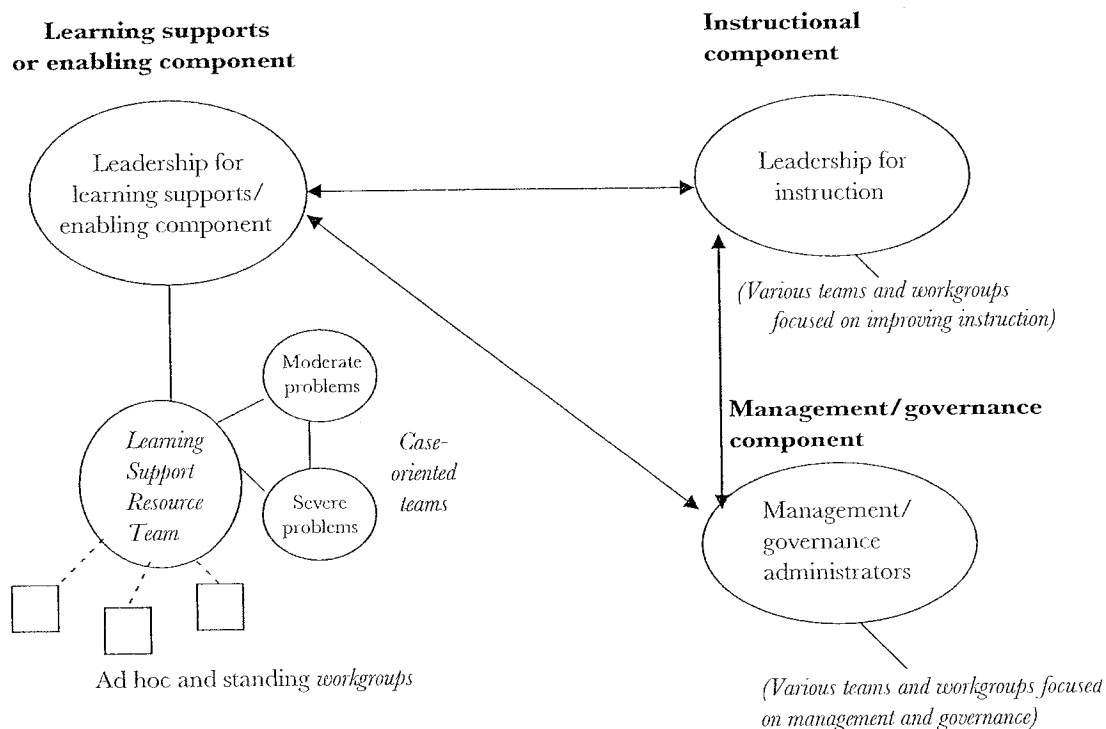 Learning supports
or enabling component
Instructional
component
Leadership for
learning supports/
enabling component
Leadership for
instruction
(Various teams and workgroups
focused on improving instruction)
Moderate
problems
Learning
Support
Resource
Team
Case-
oriented
teams
Severe
problems
Management/governance
component
Management/
governance
administrators
Ad hoc and standing workgroups
(Various teams and workgroups focused
on management and governance)